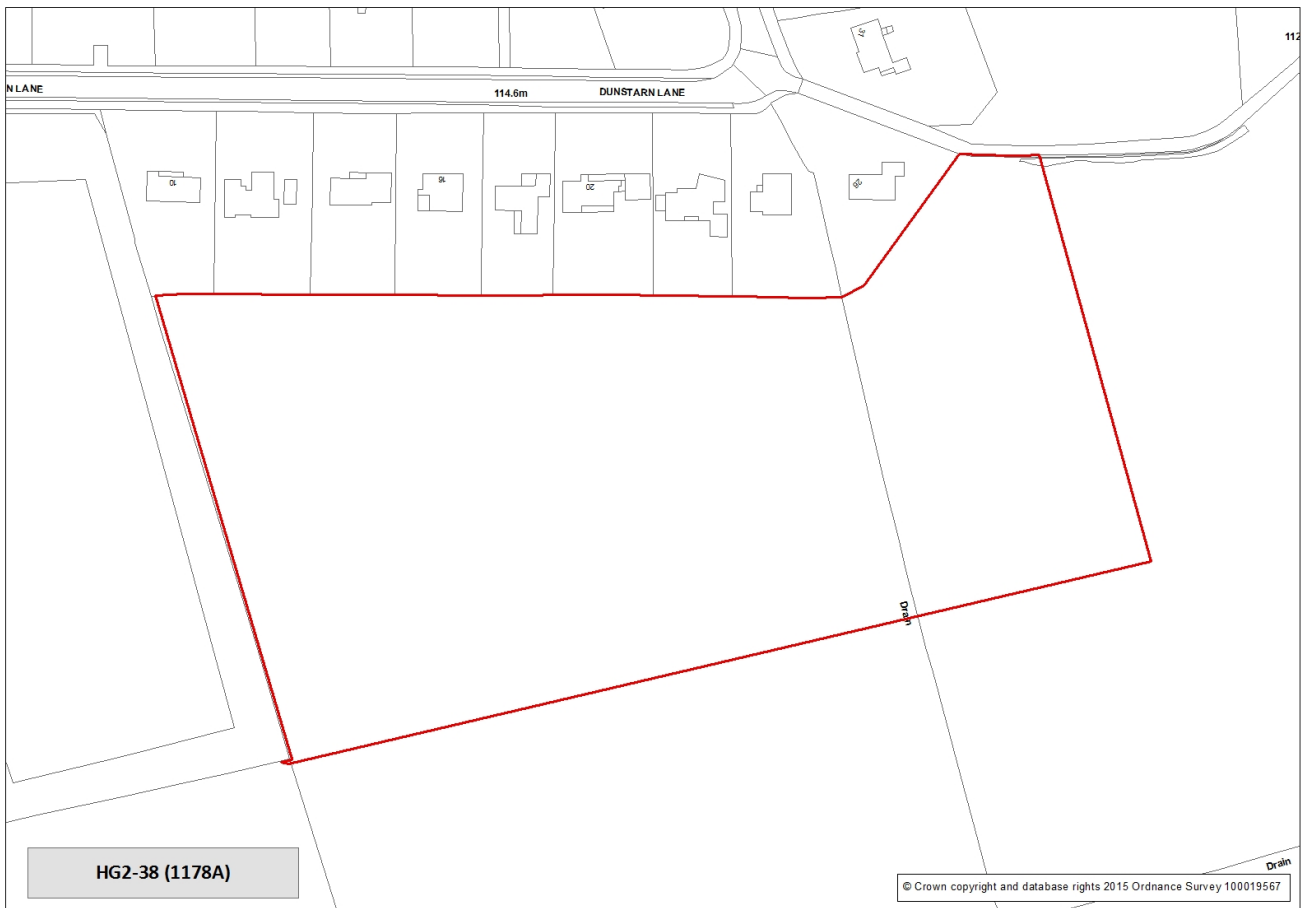 112
31
N LANE
114.6m
DUNSTARN LANE
10
16
20
28
Drain
Drain
HG2-38 (1178A)
© Crown copyright and database rights 2015 Ordnance Survey 100019567